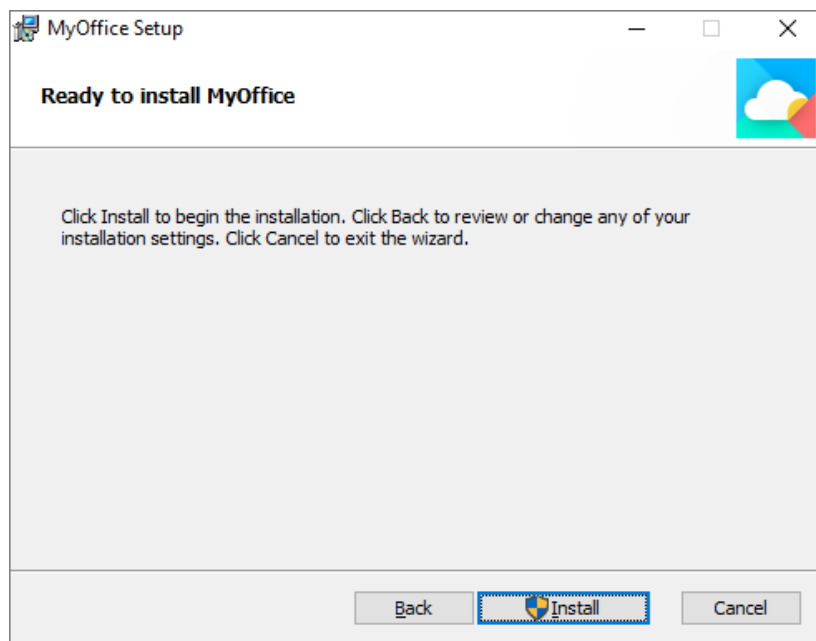 MyOffice Setup
Ready to install MyOffice
Click Install to begin the installation. Click Back to review or change any of your
installation settings. Click Cancel to exit the wizard.
Back Install Cancel